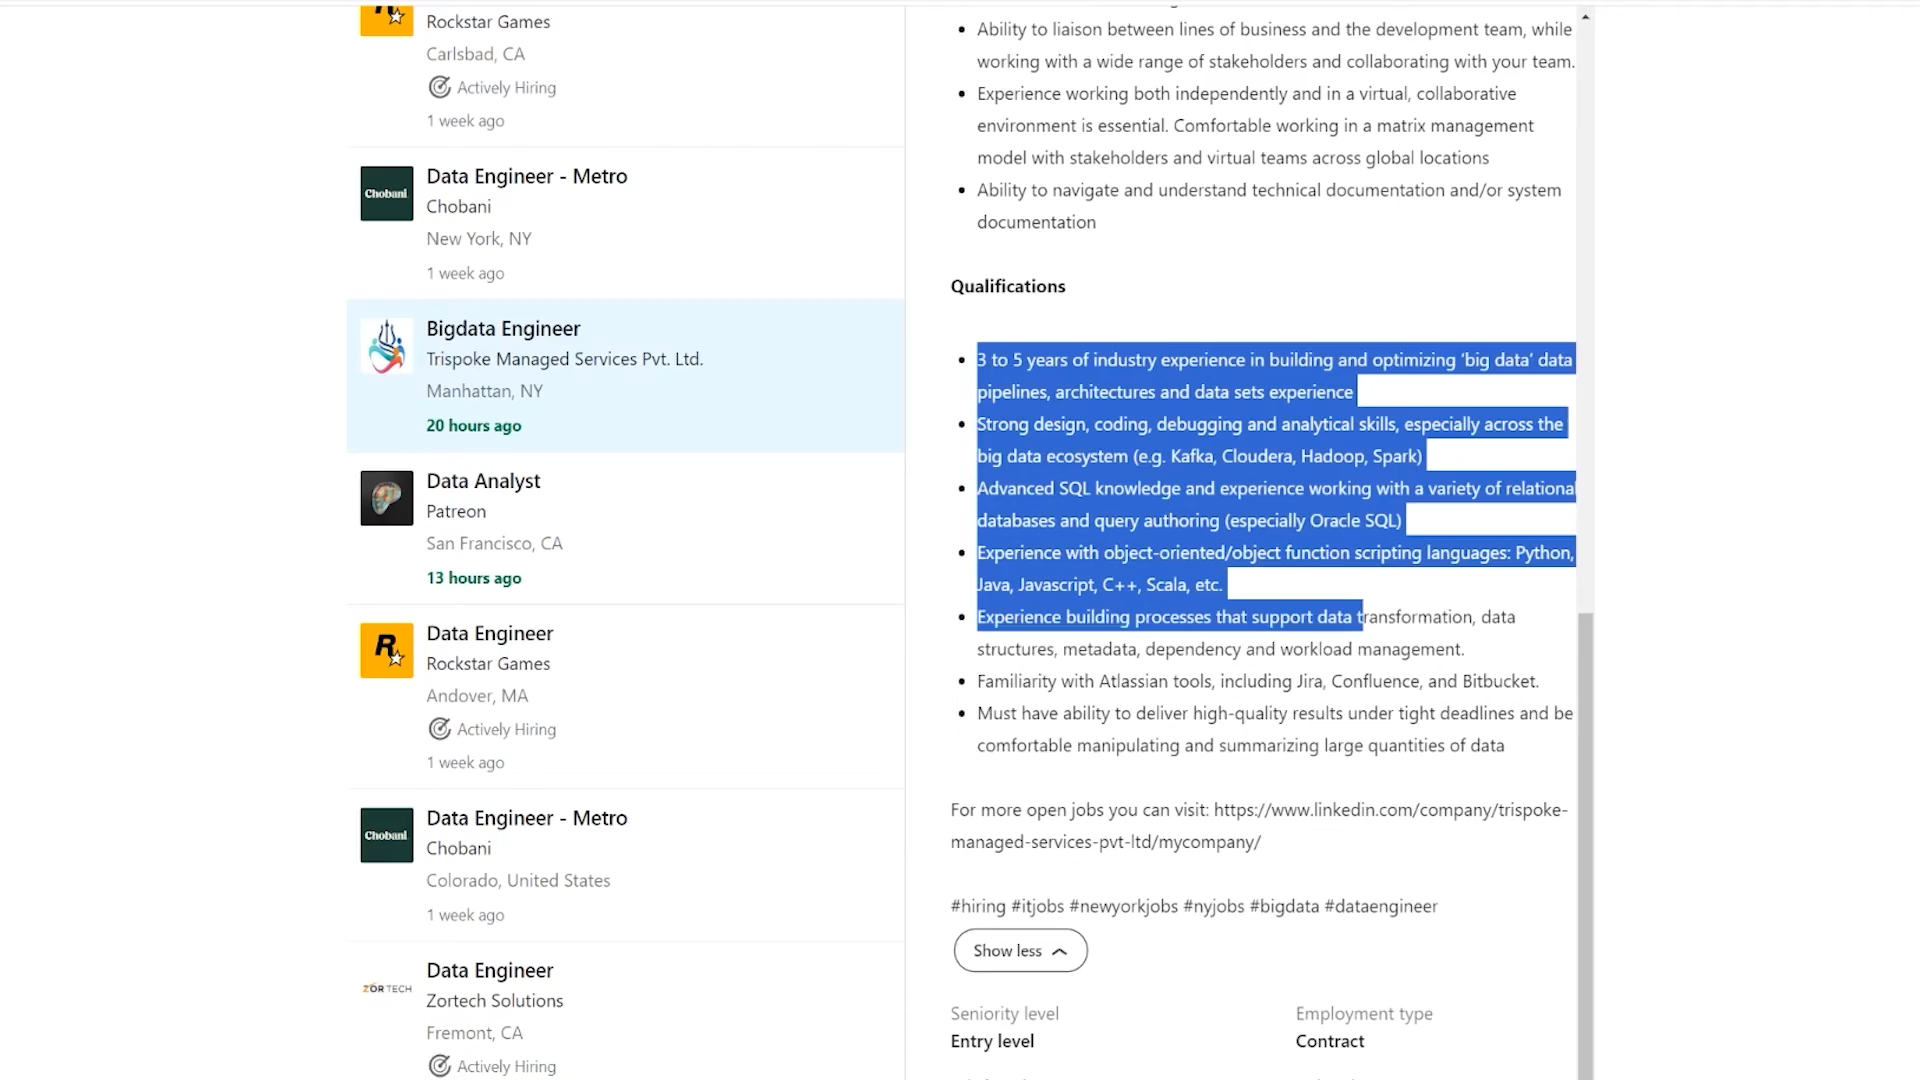 Rockstar Games
Carlsbad, CA
Actively Hiring
1 week ago
Chobani
Data Engineer - Metro
Chobani
New York, NY
1 week ago
Bigdata Engineer
Trispoke Managed Services Pvt. Ltd.
Manhattan, NY
20 hours ago
Data Analyst
Patreon
San Francisco, CA
13 hours ago
R
Data Engineer
Rockstar Games
Andover, MA
Actively Hiring
1 week ago
Chobani
Data Engineer - Metro
Chobani
Colorado, United States
1 week ago
ZORTECH
Data Engineer
Zortech Solutions
Fremont, CA
Actively Hiring
Ability to liaison between lines of business and the development team, while
working with a wide range of stakeholders and collaborating with your team.
Experience working both independently and in a virtual, collaborative
environment is essential. Comfortable working in a matrix management
model with stakeholders and virtual teams across global locations
Ability to navigate and understand technical documentation and/or system
documentation
Qualifications
3 to 5 years of industry experience in building and optimizing ‘big data’ data
pipelines, architectures and data sets experience
Strong design, coding, debugging and analytical skills, especially across the
big data ecosystem (e.g. Kafka, Cloudera, Hadoop, Spark)
Advanced SQL knowledge and experience working with a variety of relational
databases and query authoring (especially Oracle SQL)
Experience with object-oriented/object function scripting languages: Python,
Java, Javascript, C++, Scala, etc.
Experience building processes that support data transformation, data
structures, metadata, dependency and workload management.
Familiarity with Atlassian tools, including Jira, Confluence, and Bitbucket.
Must have ability to deliver high-quality results under tight deadlines and be
comfortable manipulating and summarizing large quantities of data
For more open jobs you can visit: https://www.linkedin.com/company/trispoke-
managed-services-pvt-ltd/mycompany/
#hiring #itjobs #newyorkjobs #nyjobs #bigdata #dataengineer
Show less
Seniority level
Entry level
Employment type
Contract